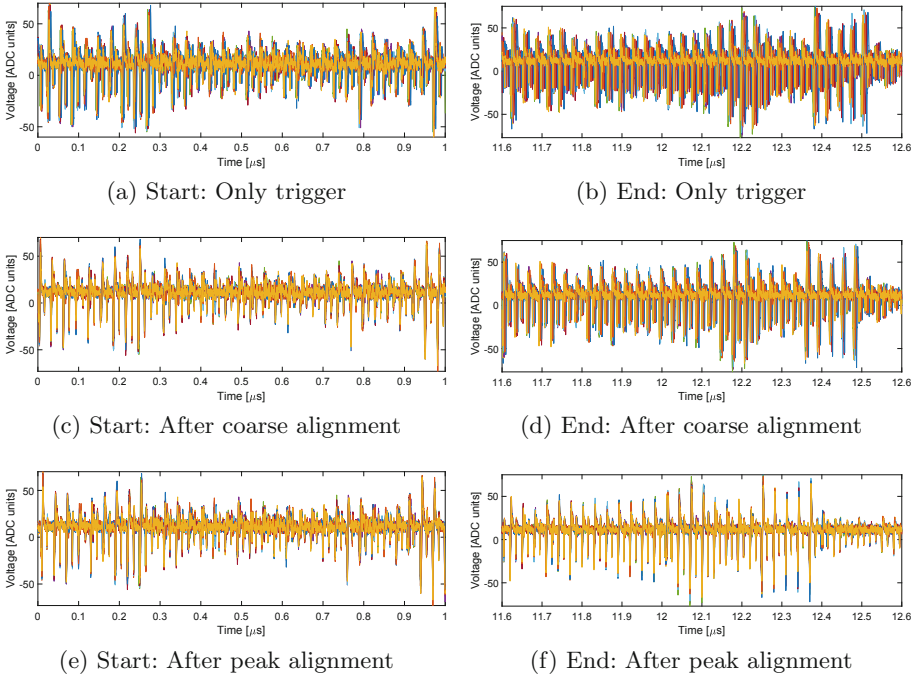 Voltage [ADC units]
50
0
-50
0 0.1 0.2 0.3 0.4 0.5 0.6 0.7 0.8 0.9 1
Time [μs]
(a) Start: Only trigger
Voltage [ADC units]
50
0
-50
11.6 11.7 11.8 11.9 12 12.1 12.2 12.3 12.4 12.5 12.6
Time [μs]
(b) End: Only trigger
Voltage [ADC units]
50
0
-50
0 0.1 0.2 0.3 0.4 0.5 0.6 0.7 0.8 0.9 1
Time [μs]
(c) Start: After coarse alignment
Voltage [ADC units]
50
0
-50
11.6 11.7 11.8 11.9 12 12.1 12.2 12.3 12.4 12.5 12.6
Time [μs]
(d) End: After coarse alignment
Voltage [ADC units]
50
0
-50
0 0.1 0.2 0.3 0.4 0.5 0.6 0.7 0.8 0.9 1
Time [μs]
(e) Start: After peak alignment
Voltage [ADC units]
50
0
-50
11.6 11.7 11.8 11.9 12 12.1 12.2 12.3 12.4 12.5 12.6
Time [μs]
(f) End: After peak alignment